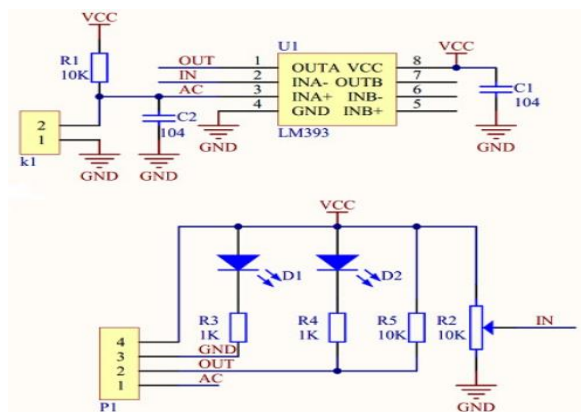 VCC
R1
10K
OUT
IN
AC
1
2
3
4
U1
OUTA VCC
INA- OUTB
INA+ INB-
GND INB+
LM393
8
7
6
5
VCC
C1
104
GND
C2
104
GND
2
1
k1
GND
GND
VCC
D1
D2
R3
1K
R4
1K
R5
10K
R2
10K
IN
4
3
2
1
GND
OUT
AC
P1
GND